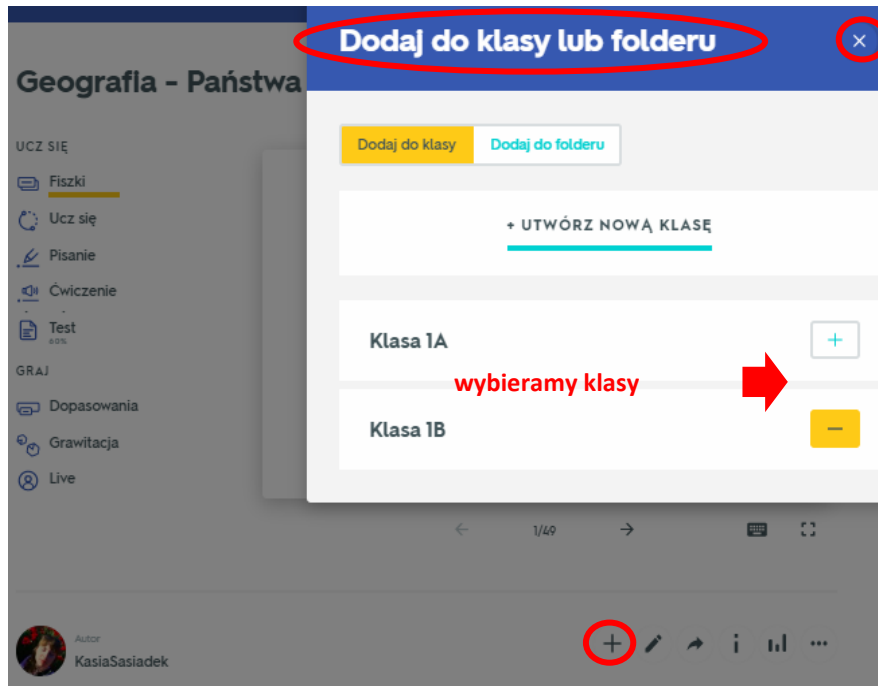 Dodaj do klasy lub folderu
Geografia - Państwa
Dodaj do klasy
Dodaj do folderu
UCZ SIĘ
Fiszki
Ucz się
Pisanie
Ćwiczenie
Test
60%
GRAJ
Dopasowania
Grawitacja
Live
+ UTWÓRZ NOWĄ KLASĘ
Klasa 1A
wybieramy klasy
Klasa 1B
1/49
Autor
KasiaSasiadek